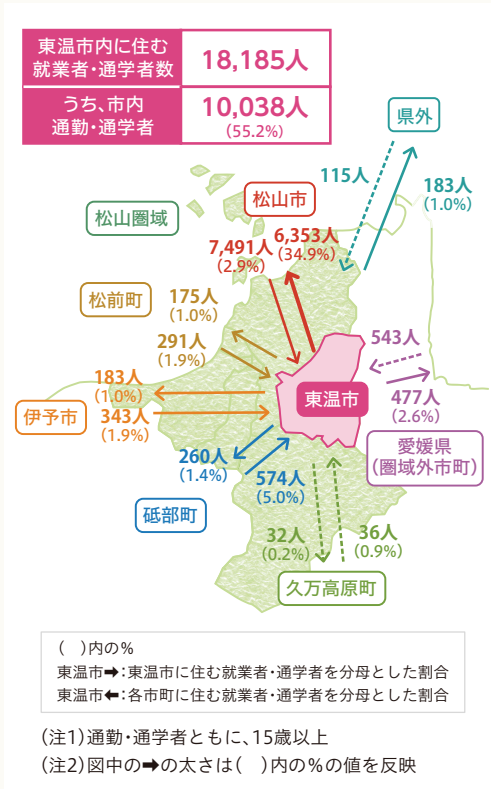 東温市内に住む
就業者・通学者数
18,185人
うち、市内
通勤・通学者
10,038人
(55.2%)
県外
115人
183人
(1.0%)
松山市
松山圏域
7,491人
(2.9%)
6,353人
(34.9%)
松前町
175人
(1.0%)
291人
(1.9%)
543人
477人
(2.6%)
東温市
183人
(1.0%)
伊予市
343人
(1.9%)
愛媛県
(圏域外市町)
260人
(1.4%)
574人
(5.0%)
砥部町
32人
(0.2%)
36人
(0.9%)
久万高原町
(　)内の%
東温市➡:東温市に住む就業者・通学者を分母とした割合
東温市⬅:各市町に住む就業者・通学者を分母とした割合
(注1)通勤・通学者ともに、15歳以上
(注2)図中の➡の太さは(　)内の%の値を反映